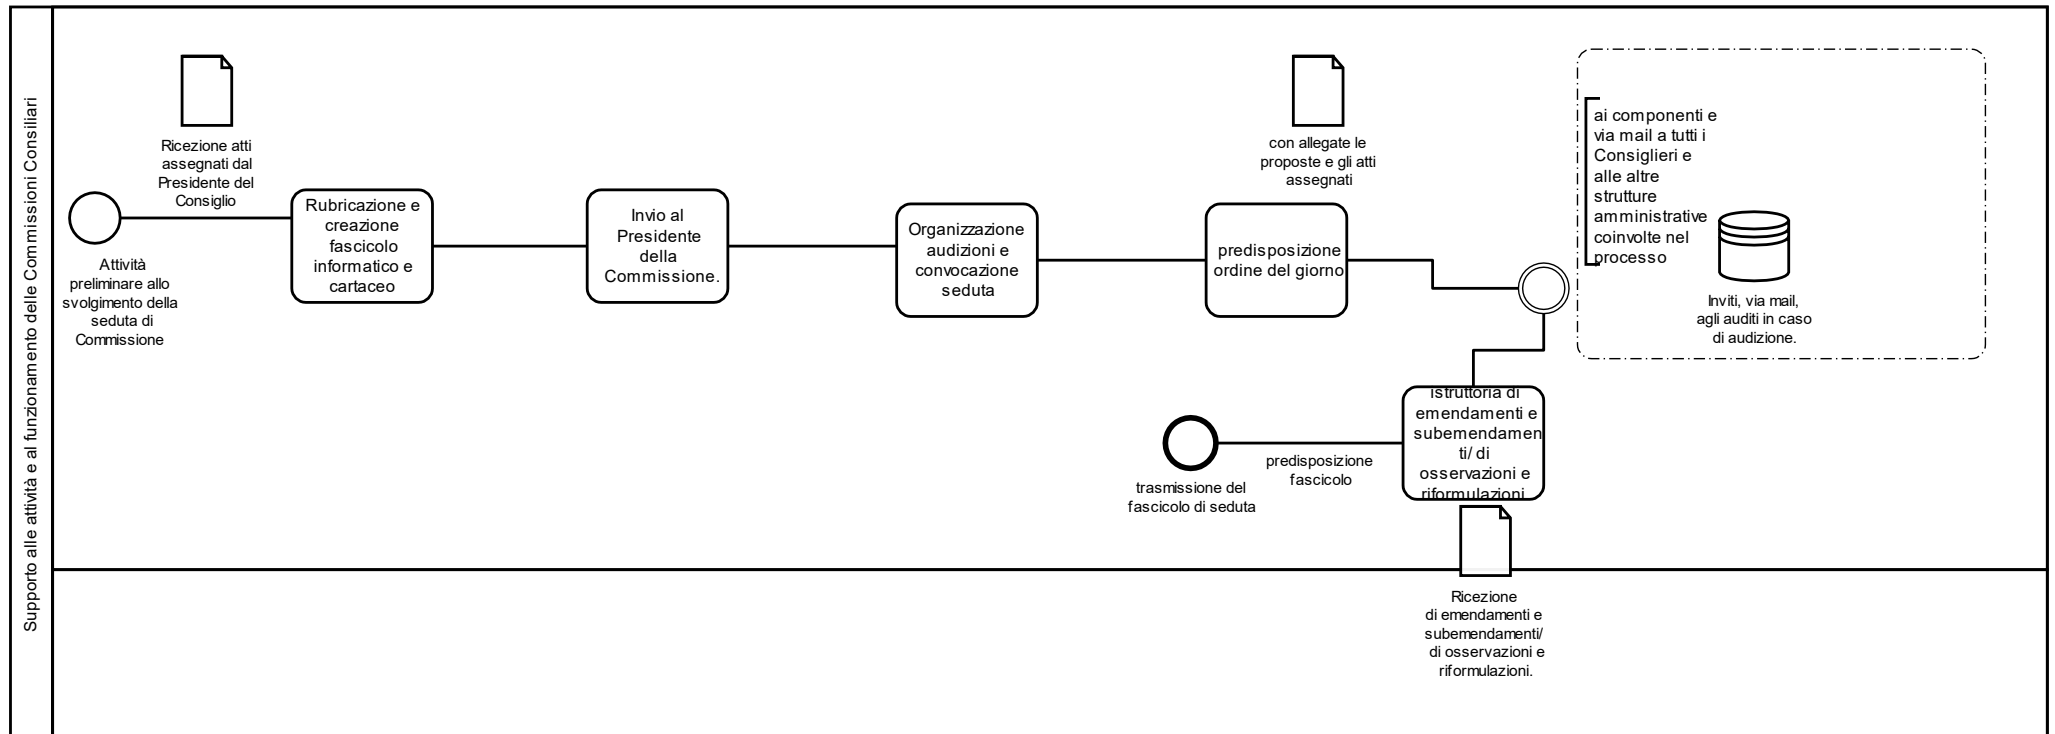 Supporto alle attività e al funzionamento delle Commissioni Consiliari
Ricezione atti
assegnati dal
Presidente del
Consiglio
Attività
preliminare allo
svolgimento della
seduta di
Commissione
Rubricazione e
creazione
fascicolo
informatico e
cartaceo
Invio al
Presidente
della
Commissione.
Organizzazione
audizioni e
convocazione
seduta
con allegate le
proposte e gli atti
assegnati
predisposizione
ordine del giorno
ai componenti e
via mail a tutti i
Consiglieri e
alle altre
strutture
amministrative
coinvolte nel
processo
Inviti, via mail,
agli auditi in caso
di audizione.
istruttoria di
emendamenti e
subemendamen
ti/ di
osservazioni e
riformulazioni
predisposizione
fascicolo
trasmissione del
fascicolo di seduta
Ricezione
di emendamenti e
subemendamenti/
di osservazioni e
riformulazioni.